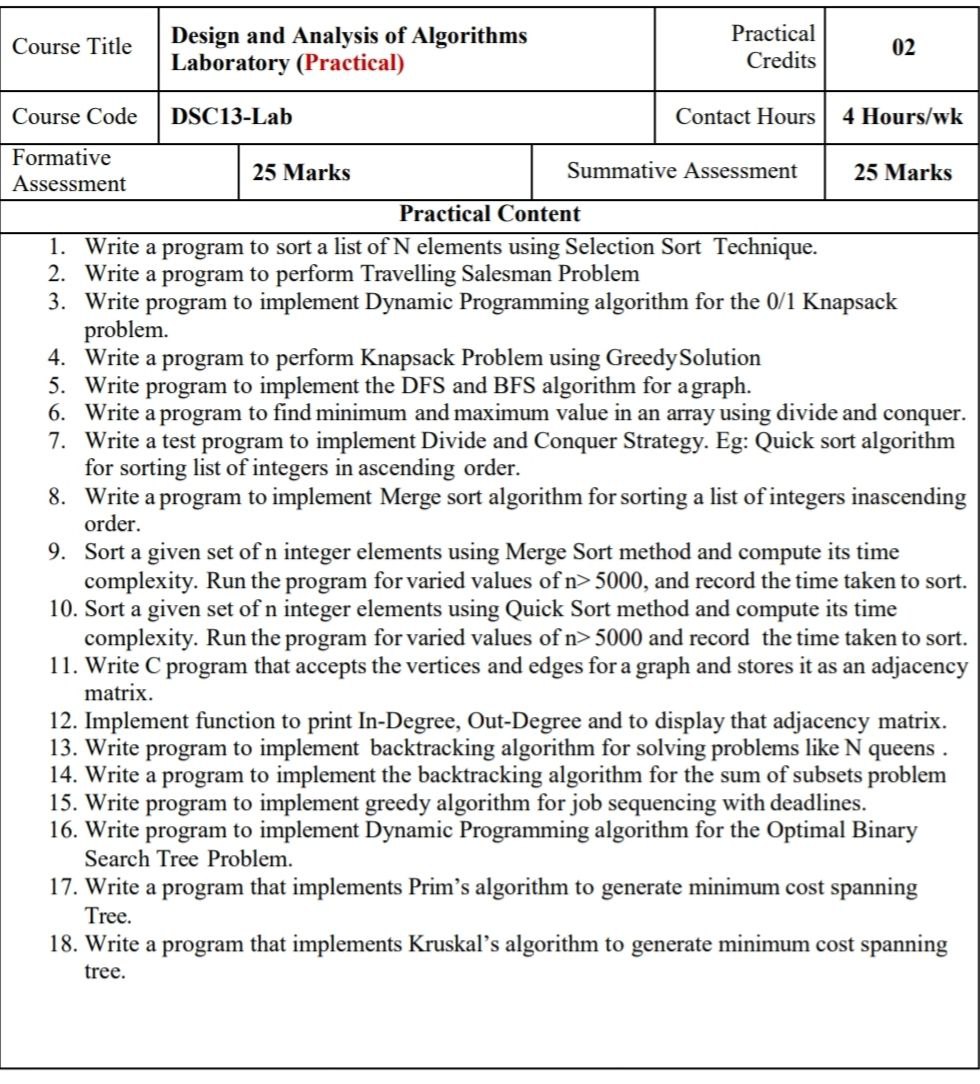 Course Title
Design and Analysis of Algorithms
Laboratory (Practical)
Practical
Credits
02
Course Code
DSC13-Lab
Contact Hours
4 Hours/wk
Formative
Assessment
25 Marks
Summative Assessment
25 Marks
Practical Content
1. Write a program to sort a list of N elements using Selection Sort Technique.
2. Write a program to perform Travelling Salesman Problem
3. Write program to implement Dynamic Programming algorithm for the 0/1 Knapsack
problem.
4. Write a program to perform Knapsack Problem using Greedy Solution
5. Write program to implement the DFS and BFS algorithm for a graph.
6. Write a program to find minimum and maximum value in an array using divide and conquer.
7. Write a test program to implement Divide and Conquer Strategy. Eg: Quick sort algorithm
for sorting list of integers in ascending order.
8. Write a program to implement Merge sort algorithm for sorting a list of integers inascending
order.
9. Sort a given set of n integer elements using Merge Sort method and compute its time
complexity. Run the program for varied values of n> 5000, and record the time taken to sort.
10. Sort a given set of n integer elements using Quick Sort method and compute its time
complexity. Run the program for varied values of n> 5000 and record the time taken to sort.
11. Write C program that accepts the vertices and edges for a graph and stores it as an adjacency
matrix.
12. Implement function to print In-Degree, Out-Degree and to display that adjacency matrix.
13. Write program to implement backtracking algorithm for solving problems like N queens .
14. Write a program to implement the backtracking algorithm for the sum of subsets problem
15. Write program to implement greedy algorithm for job sequencing with deadlines.
16. Write program to implement Dynamic Programming algorithm for the Optimal Binary
Search Tree Problem.
17. Write a program that implements Prim’s algorithm to generate minimum cost spanning
Tree.
18. Write a program that implements Kruskal’s algorithm to generate minimum cost spanning
tree.